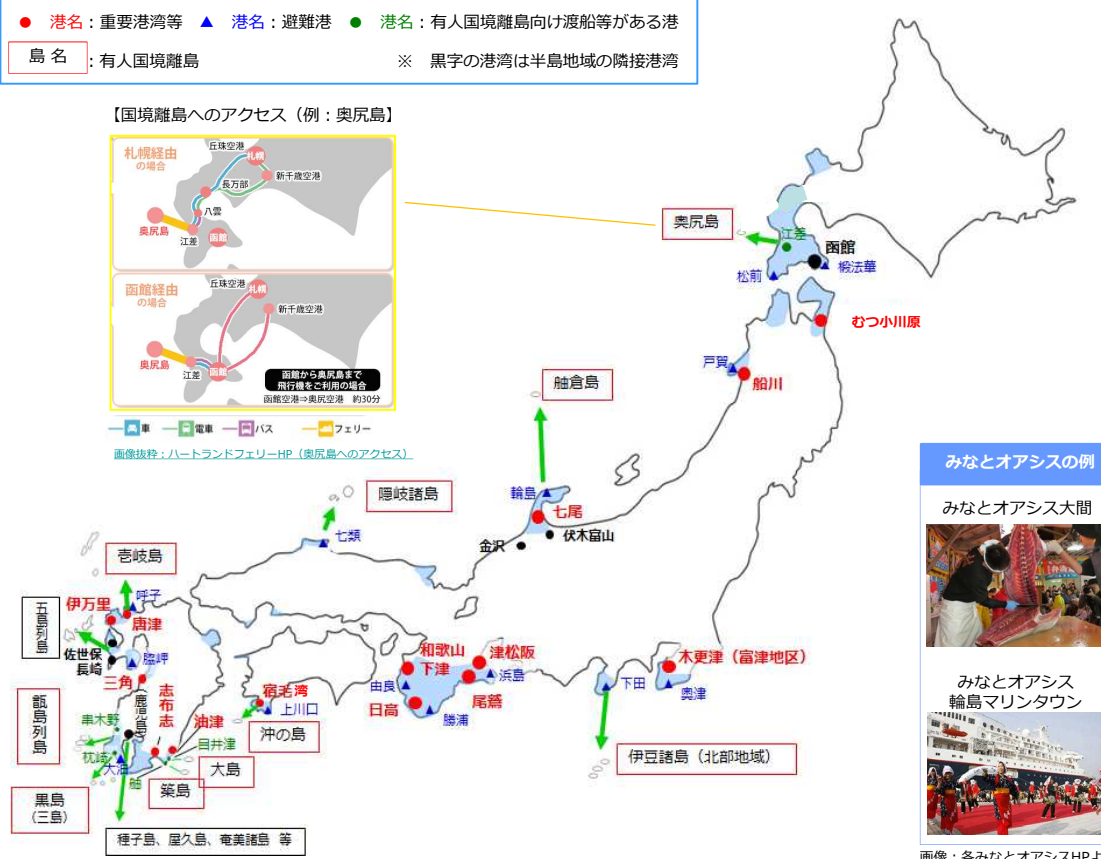 ● 港名：重要港湾等 ▲ 港名：避難港 ● 港名：有人国境離島向け渡船等がある港
島 名：有人国境離島 ※ 黒字の港湾は半島地域の隣接港湾
【国境離島へのアクセス（例：奥尻島】
札幌経由
の場合
丘珠空港
札幌
新千歳空港
長万部
八雲
奥尻島
江差
函館
函館経由
の場合
丘珠空港
札幌
新千歳空港
奥尻島
江差
函館
函館から奥尻島まで
飛行機をご利用の場合
函館空港⇒奥尻空港 約30分
車 電車 バス フェリー
画像抜粋：ハートランドフェリーHP（奥尻島へのアクセス）
奥尻島
江差
函館
松前
椴法華
むつ小川原
戸賀
船川
舳倉島
輪島
七尾
伏木富山
金沢
隠岐諸島
七類
壱岐島
呼子
伊万里
唐津
五島列島
佐世保
長崎
脇岬
三角
甑島列島
(鹿児島)
志布志
油津
串木野
枕崎
大泊
目井津
大島
築島
黒島
（三島）
種子島、屋久島、奄美諸島 等
宿毛湾
上川口
沖の島
和歌山
下津
由良
日高
勝浦
津松阪
浜島
尾鷲
下田
木更津（富津地区）
奥津
伊豆諸島（北部地域）
みなとオアシスの例
みなとオアシス大間
みなとオアシス
輪島マリンタウン
画像：各みなとオアシスHPよ